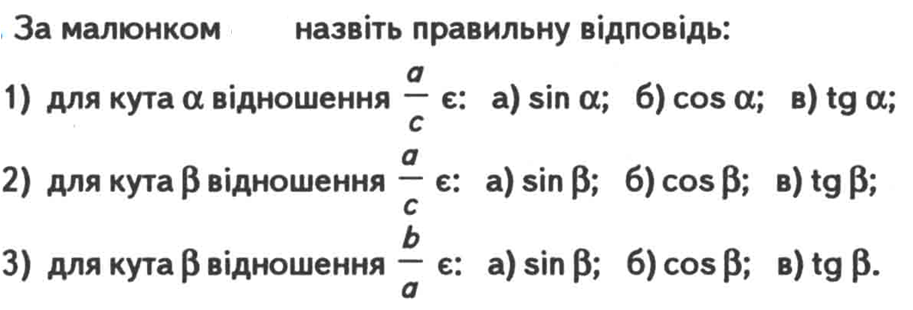 За малюнком назвіть правильну відповідь:
1) для кута α відношення a/c є: а) sin α; б) cos α; в) tg α;
2) для кута β відношення a/c є: а) sin β; б) cos β; в) tg β;
3) для кута β відношення b/a є: а) sin β; б) cos β; в) tg β.